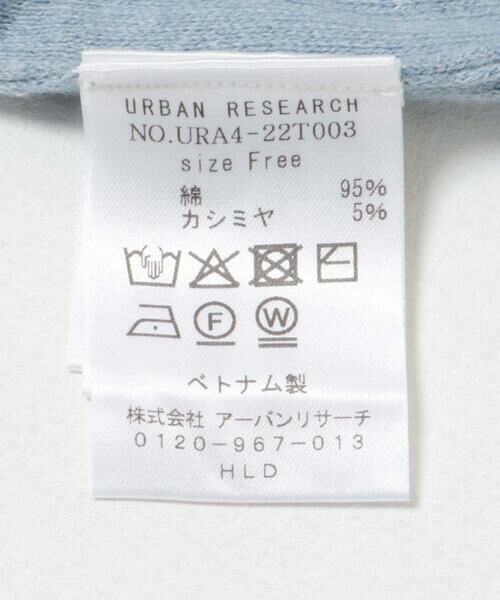 URBAN RESEARCH
NO.URA4-22T003
size Free
綿 95%
カシミヤ 5%
F W
ベトナム製
株式会社 アーバンリサーチ
0120-967-013
HLD